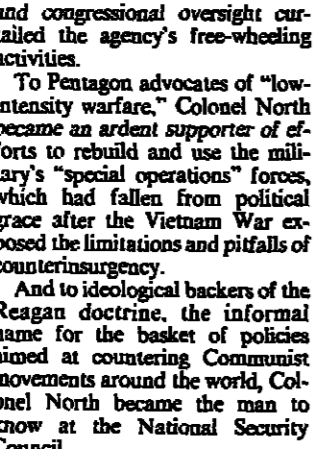 and congressional oversight cur-
tailed the agency's free-wheeling
activities.
To Pentagon advocates of "low-
intensity warfare," Colonel North
became an ardent supporter of ef-
forts to rebuild and use the mili-
tary's "special operations" forces,
which had fallen from political
grace after the Vietnam War ex-
posed the limitations and pitfalls of
counterinsurgency.
And to ideological backers of the
Reagan doctrine, the informal
name for the basket of policies
aimed at countering Communist
movements around the world, Col-
onel North became the man to
know at the National Security
Council.